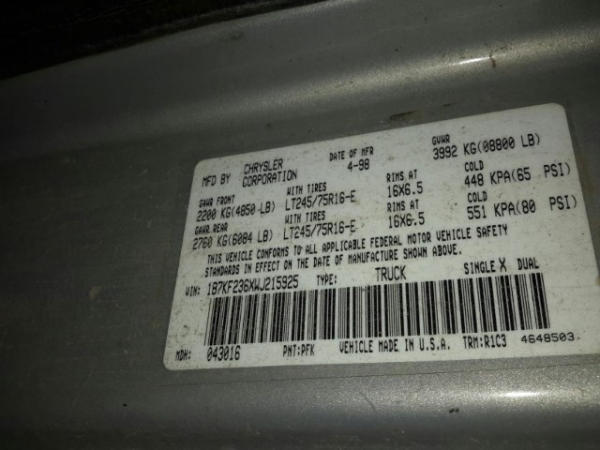 MFD BY CHRYSLER CORPORATION DATE OF MFR 4-98 GVWR 3992 KG(08800 LB)
GAWR FRONT WITH TIRES RIMS AT COLD
2200 KG(4850 LB) LT245/75R16-E 16X6.5 448 KPA(65 PSI)
GAWR REAR WITH TIRES RIMS AT COLD
2760 KG(6084 LB) LT245/75R16-E 16X6.5 551 KPA(80 PSI)
THIS VEHICLE CONFORMS TO ALL APPLICABLE FEDERAL MOTOR VEHICLE SAFETY
STANDARDS IN EFFECT ON THE DATE OF MANUFACTURE SHOWN ABOVE.
VIN: 1B7KF236XWJ215925 TYPE: TRUCK SINGLE X DUAL
MDH: 043016 PNT:PFK VEHICLE MADE IN U.S.A. TRM:R1C3 4648503